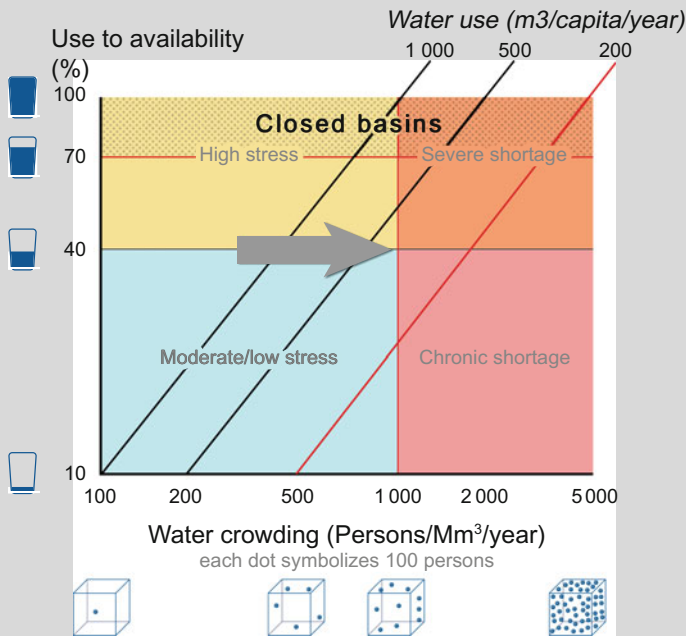 Water use (m3/capita/year)
Use to availability
(%)
1 000
500
200
100
Closed basins
70
High stress
Severe shortage
40
Moderate/low stress
Chronic shortage
10
100
200
500
1 000
2 000
5 000
Water crowding (Persons/Mm³/year)
each dot symbolizes 100 persons